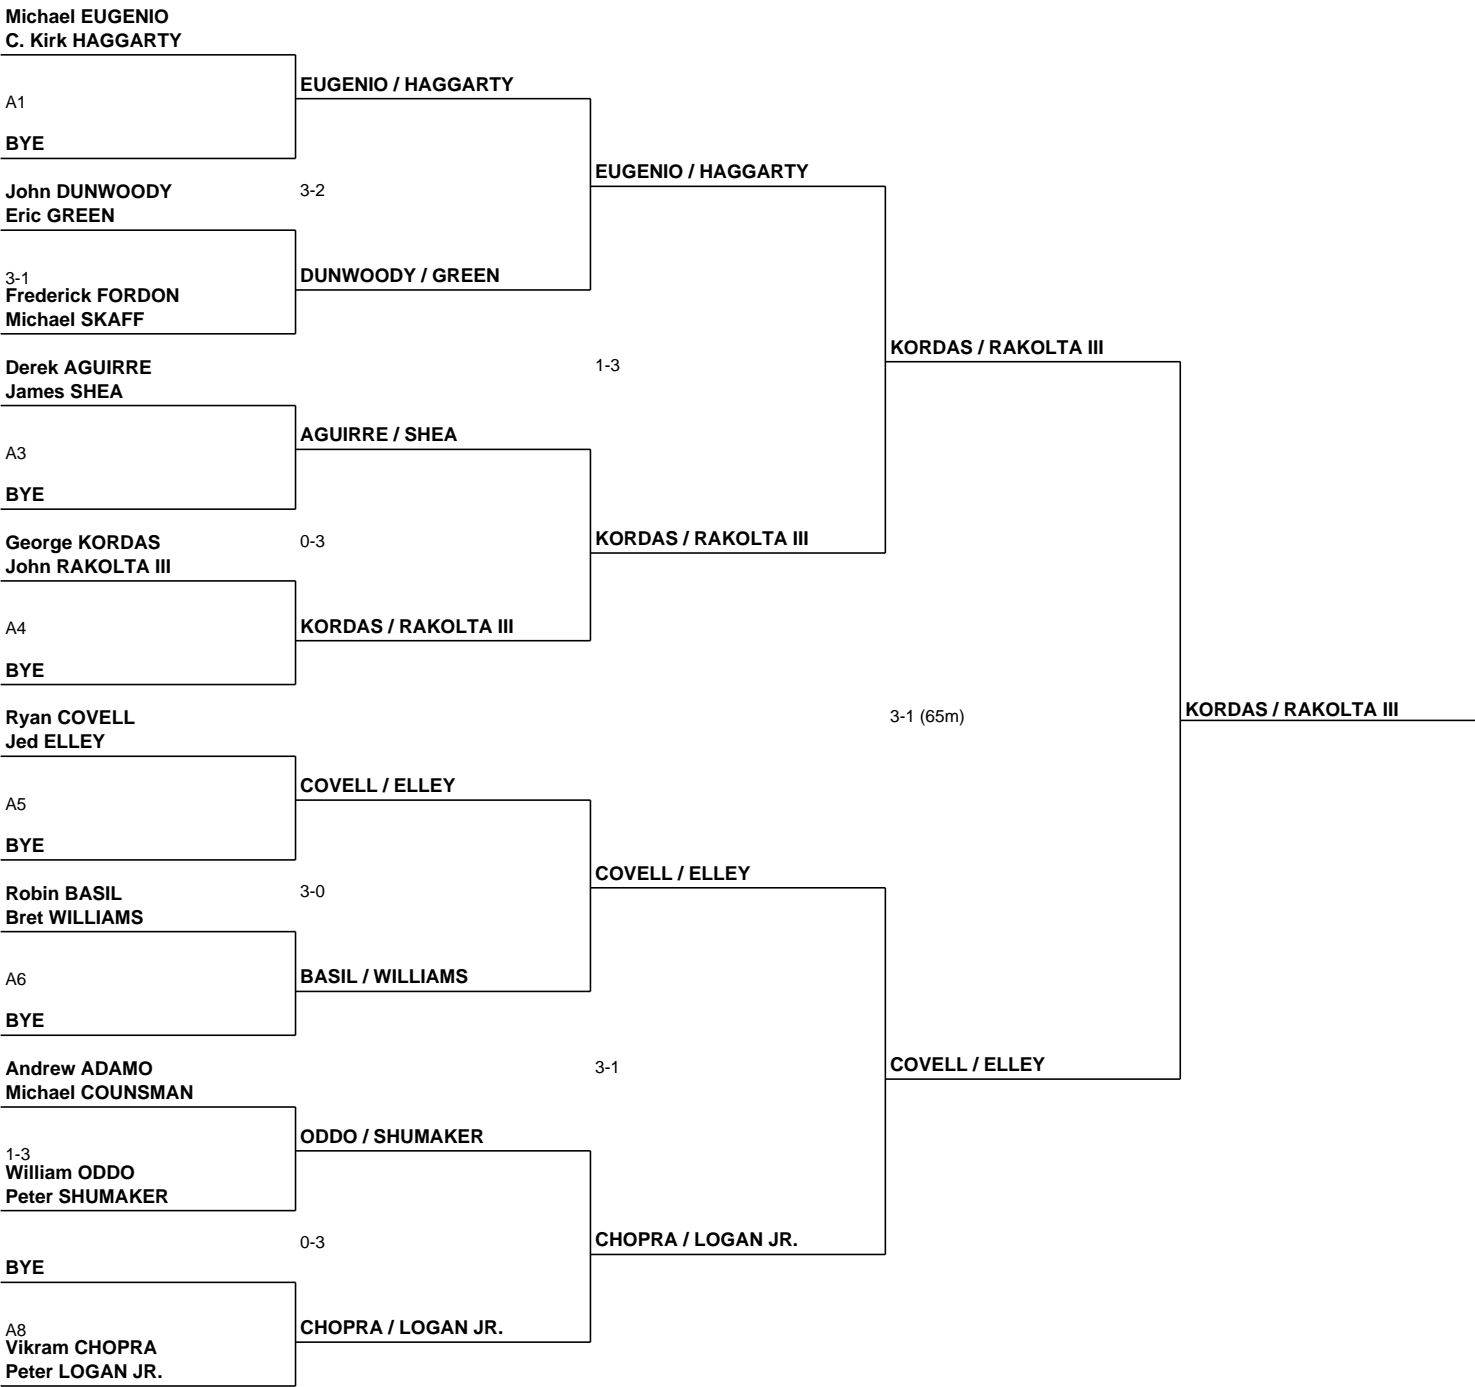 Michael EUGENIO
C. Kirk HAGGARTY
A1
BYE
John DUNWOODY
Eric GREEN
3-1
Frederick FORDON
Michael SKAFF
Derek AGUIRRE
James SHEA
A3
BYE
George KORDAS
John RAKOLTA III
A4
BYE
Ryan COVELL
Jed ELLEY
A5
BYE
Robin BASIL
Bret WILLIAMS
A6
BYE
Andrew ADAMO
Michael COUNSMAN
1-3
William ODDO
Peter SHUMAKER
BYE
A8
Vikram CHOPRA
Peter LOGAN JR.
EUGENIO / HAGGARTY
3-2
DUNWOODY / GREEN
AGUIRRE / SHEA
0-3
KORDAS / RAKOLTA III
COVELL / ELLEY
3-0
BASIL / WILLIAMS
ODDO / SHUMAKER
0-3
CHOPRA / LOGAN JR.
EUGENIO / HAGGARTY
1-3
KORDAS / RAKOLTA III
COVELL / ELLEY
3-1
CHOPRA / LOGAN JR.
KORDAS / RAKOLTA III
3-1 (65m)
COVELL / ELLEY
KORDAS / RAKOLTA III